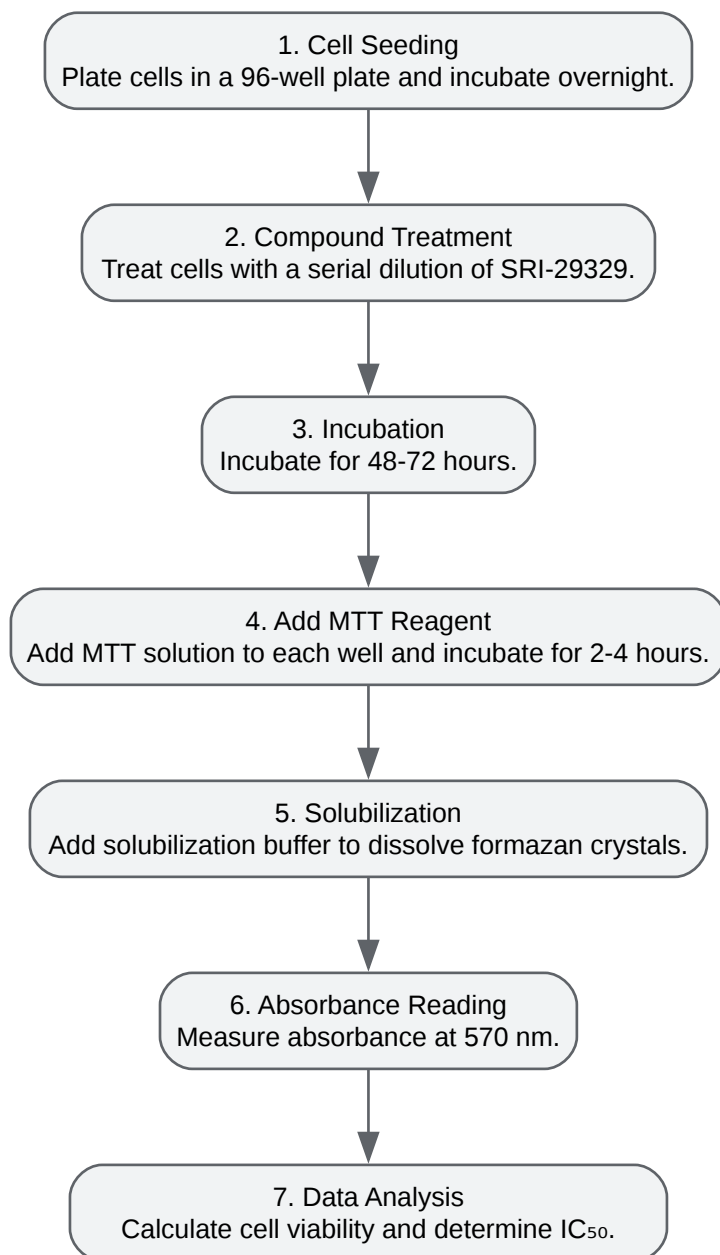 1. Cell Seeding
Plate cells in a 96-well plate and incubate overnight.
2. Compound Treatment
Treat cells with a serial dilution of SRI-29329.
3. Incubation
Incubate for 48-72 hours.
4. Add MTT Reagent
Add MTT solution to each well and incubate for 2-4 hours.
5. Solubilization
Add solubilization buffer to dissolve formazan crystals.
6. Absorbance Reading
Measure absorbance at 570 nm.
7. Data Analysis
Calculate cell viability and determine IC₅₀.